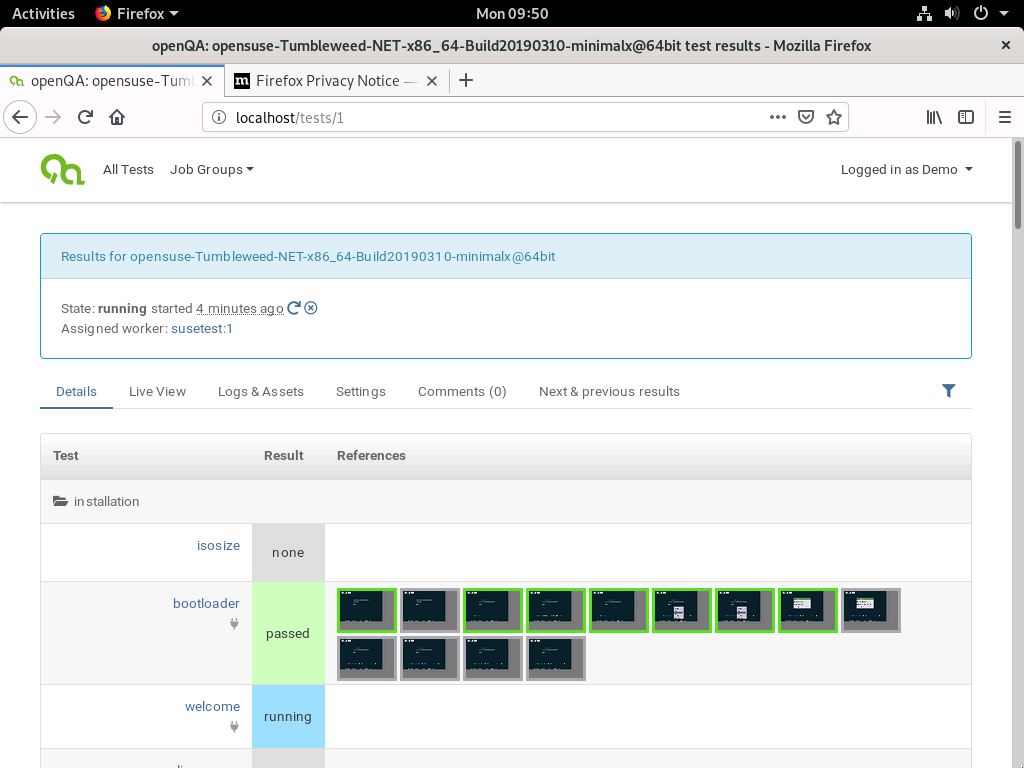 Activities Firefox Mon 09:50
openQA: opensuse-Tumbleweed-NET-x86_64-Build20190310-minimalx@64bit test results - Mozilla Firefox
openQA: opensuse-Tum Firefox Privacy Notice —
localhost/tests/1
All Tests Job Groups Logged in as Demo
Results for opensuse-Tumbleweed-NET-x86_64-Build20190310-minimalx@64bit
State: running started 4 minutes ago
Assigned worker: susetest:1
Details Live View Logs & Assets Settings Comments (0) Next & previous results
Test Result References
installation
isosize none
bootloader passed
welcome running